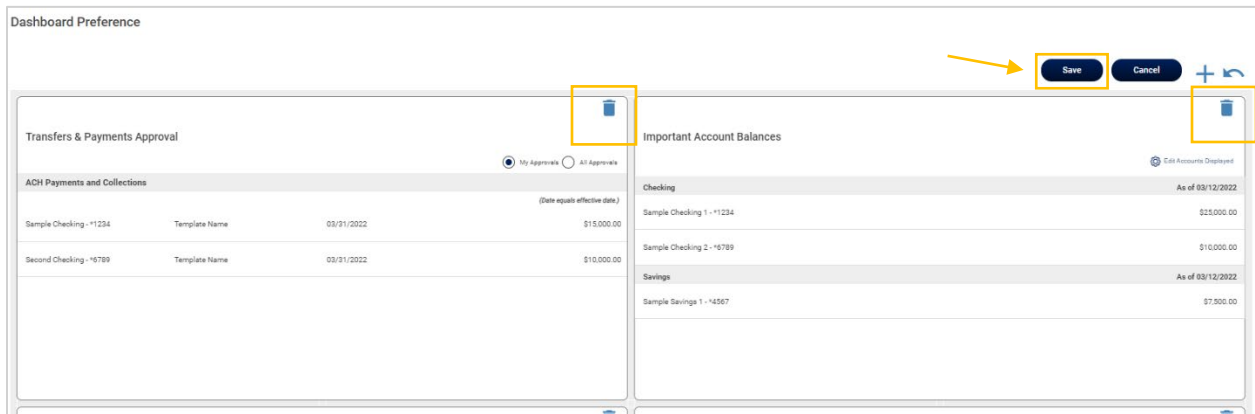 Dashboard Preference
Save Cancel
Transfers & Payments Approval
My Approvals All Approvals
ACH Payments and Collections
(Date equals effective date.)
Sample Checking - *1234 Template Name 03/31/2022 $15,000.00
Second Checking - *6789 Template Name 03/31/2022 $10,000.00
Important Account Balances
Edit Accounts Displayed
Checking As of 03/12/2022
Sample Checking 1 - *1234 $25,000.00
Sample Checking 2 - *6789 $10,000.00
Savings As of 03/12/2022
Sample Savings 1 - *4567 $7,500.00